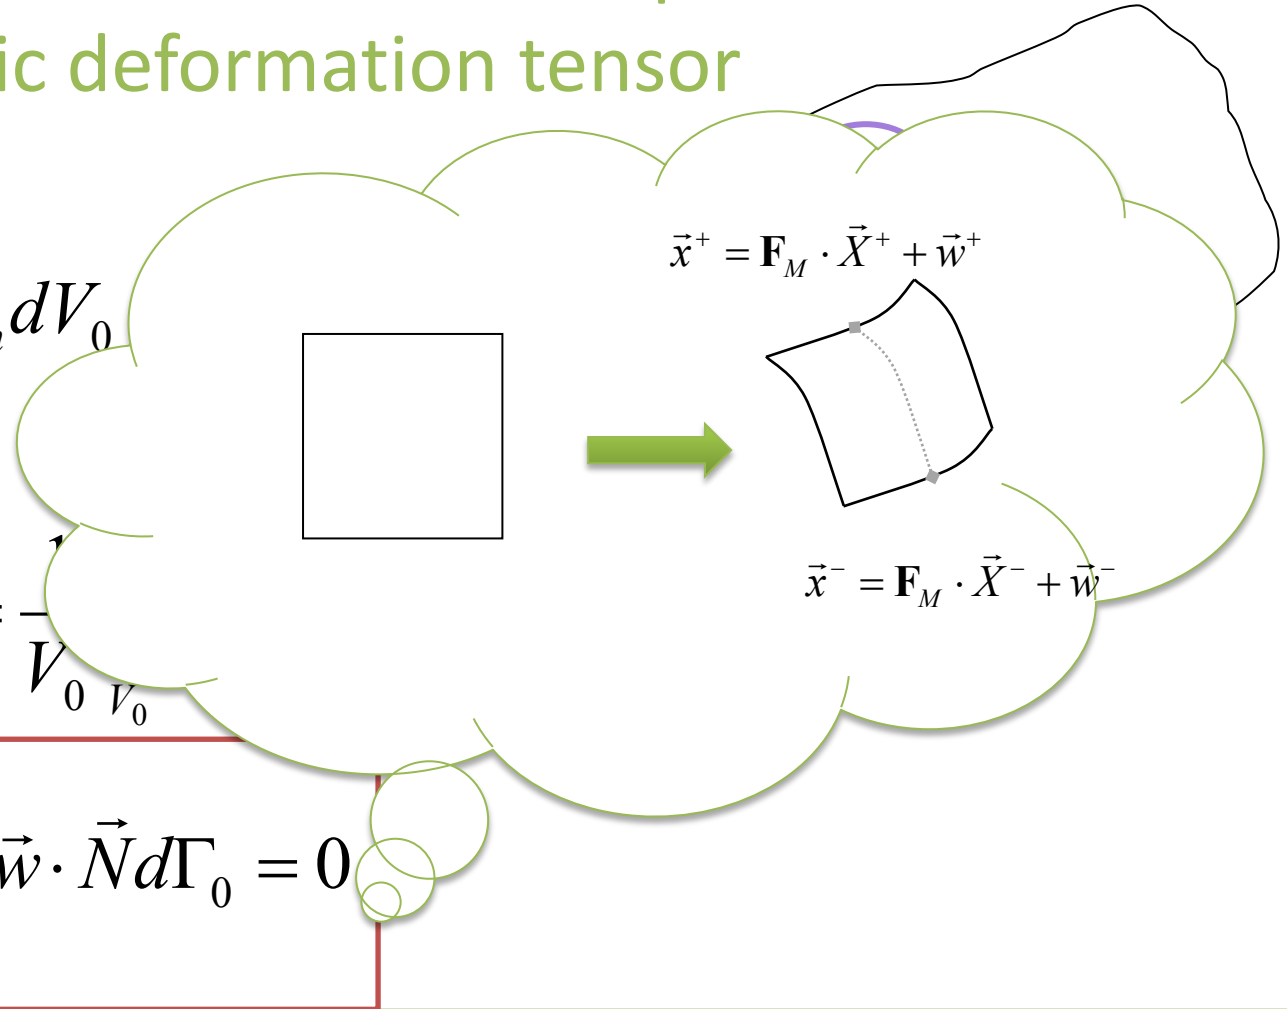 ic deformation tensor
x⃗⁺ = F_M · X⃗⁺ + w⃗⁺
dV₀
x⃗⁻ = F_M · X⃗⁻ + w⃗⁻
V₀ V₀
w⃗ · N⃗dΓ₀ = 0